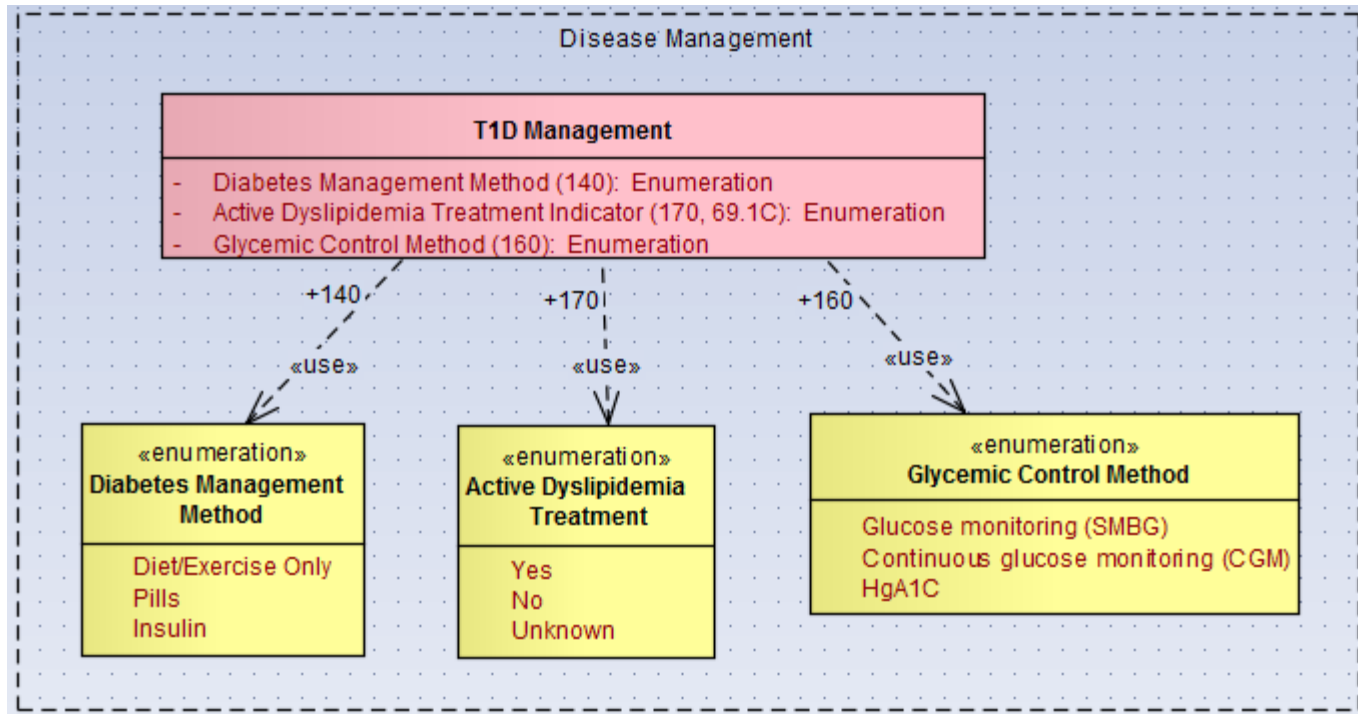 Disease Management
T1D Management
- Diabetes Management Method (140): Enumeration
- Active Dyslipidemia Treatment Indicator (170, 69.1C): Enumeration
- Glycemic Control Method (160): Enumeration
+140
+170
+160
«use»
«use»
«use»
«enumeration»
Diabetes Management
Method
Diet/Exercise Only
Pills
Insulin
«enumeration»
Active Dyslipidemia
Treatment
Yes
No
Unknown
«enumeration»
Glycemic Control Method
Glucose monitoring (SMBG)
Continuous glucose monitoring (CGM)
HgA1C